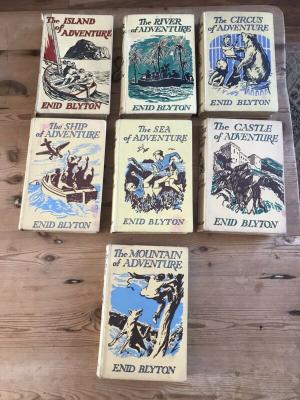 The ISLAND
of ADVENTURE
ENID BLYTON
The RIVER
of ADVENTURE
ENID BLYTON
The CIRCUS
of ADVENTURE
ENID BLYTON
The SHIP
of ADVENTURE
ENID BLYTON
The SEA
of ADVENTURE
ENID BLYTON
The CASTLE
of ADVENTURE
ENID BLYTON
The MOUNTAIN
of ADVENTURE
ENID BLYTON